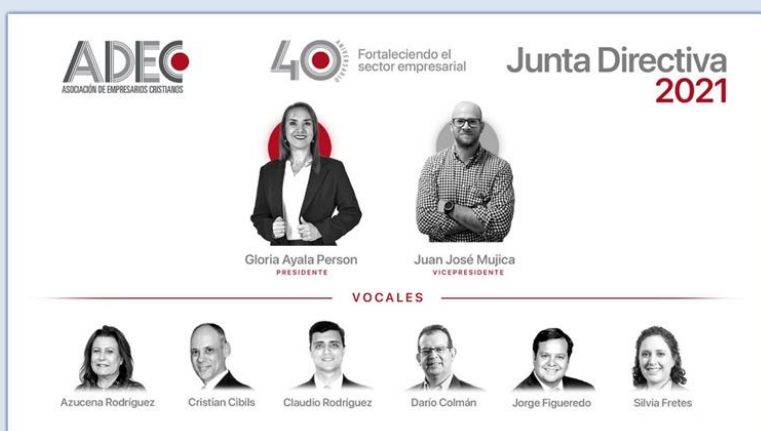 ADEC
ASOCIACIÓN DE EMPRESARIOS CRISTIANOS
40 ANIVERSARIO
Fortaleciendo el
sector empresarial
Junta Directiva
2021
Gloria Ayala Person
PRESIDENTE
Juan José Mujica
VICEPRESIDENTE
VOCALES
Azucena Rodríguez
Cristian Cibils
Claudio Rodríguez
Darío Colmán
Jorge Figueredo
Silvia Fretes